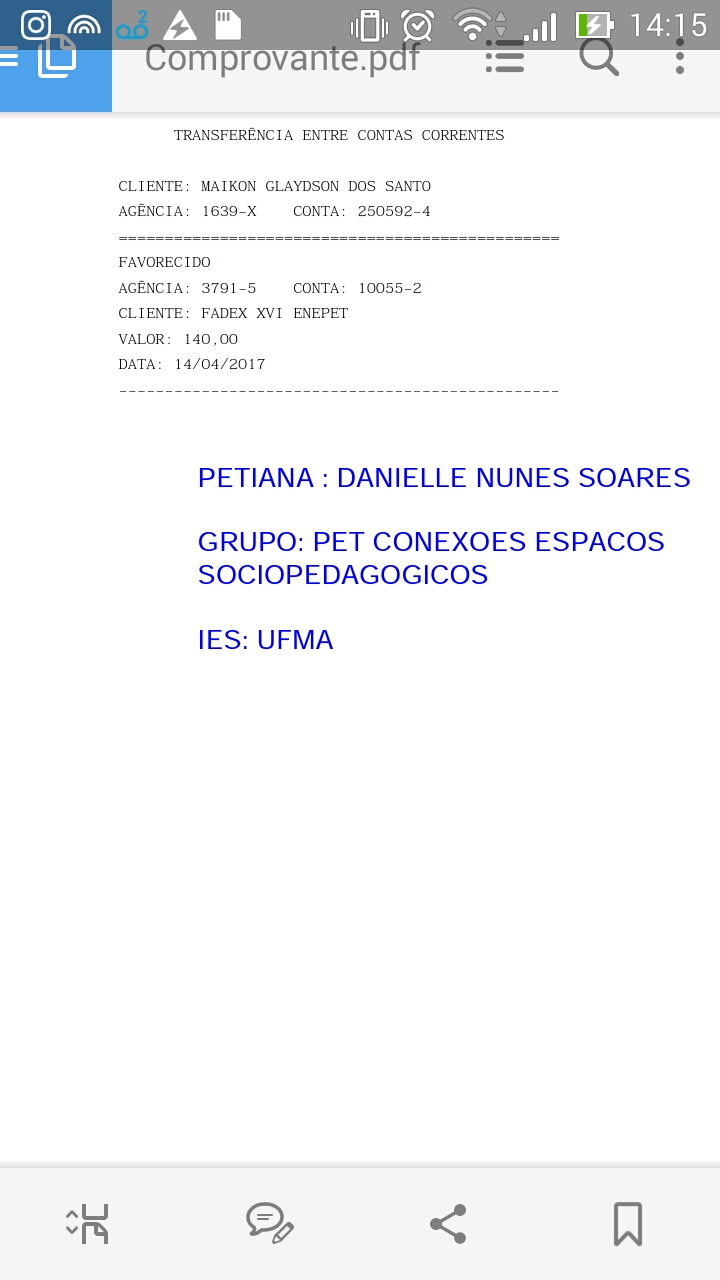 2
14:15
Comprovante.pdf
TRANSFERÊNCIA ENTRE CONTAS CORRENTES
CLIENTE: MAIKON GLAYDSON DOS SANTO
AGÊNCIA: 1639-X    CONTA: 250592-4
================================================
FAVORECIDO
AGÊNCIA: 3791-5    CONTA: 10055-2
CLIENTE: FADEX XVI ENEPET
VALOR: 140,00
DATA: 14/04/2017
------------------------------------------------
PETIANA : DANIELLE NUNES SOARES
GRUPO: PET CONEXOES ESPACOS
SOCIOPEDAGOGICOS
IES: UFMA